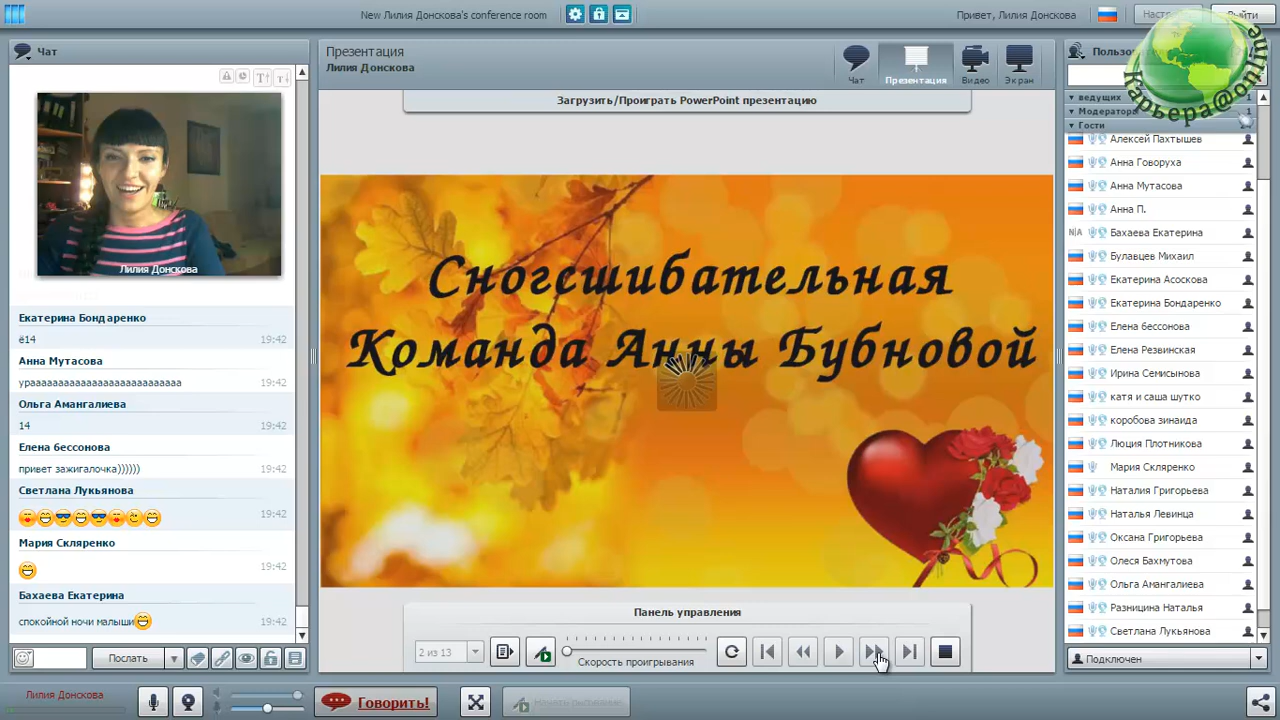 New Лилия Донскова's conference room
Привет, Лилия Донскова
Выйти
Чат
Лилия Донскова
Екатерина Бондаренко
ё14
19:42
Анна Мутасова
ураааааааааааааааааааааааааа
19:42
Ольга Амангалиева
14
19:42
Елена бессонова
привет зажигалочка))))))
19:42
Светлана Лукьянова
19:42
Мария Скляренко
19:42
Бахаева Екатерина
спокойной ночи малыши
19:42
Послать
Презентация
Лилия Донскова
Чат
Презентация
Видео
Экран
Загрузить/Проиграть PowerPoint презентацию
Сногсшибательная
Команда Анны Бубновой
Панель управления
2 из 13
Скорость проигрывания
Карьера@online
ведущих
1
1
Гости
Алексей Пахтышев
Анна Говоруха
Анна Мутасова
Анна П.
N/A Бахаева Екатерина
Булавцев Михаил
Екатерина Асоскова
Екатерина Бондаренко
Елена бессонова
Елена Резвинская
Ирина Семисынова
катя и саша шутко
коробова зинаида
Люция Плотникова
Мария Скляренко
Наталия Григорьева
Наталья Левинца
Оксана Григорьева
Олеся Бахмутова
Ольга Амангалиева
Разницина Наталья
Светлана Лукьянова
Подключен
Лилия Донскова
Говорить!